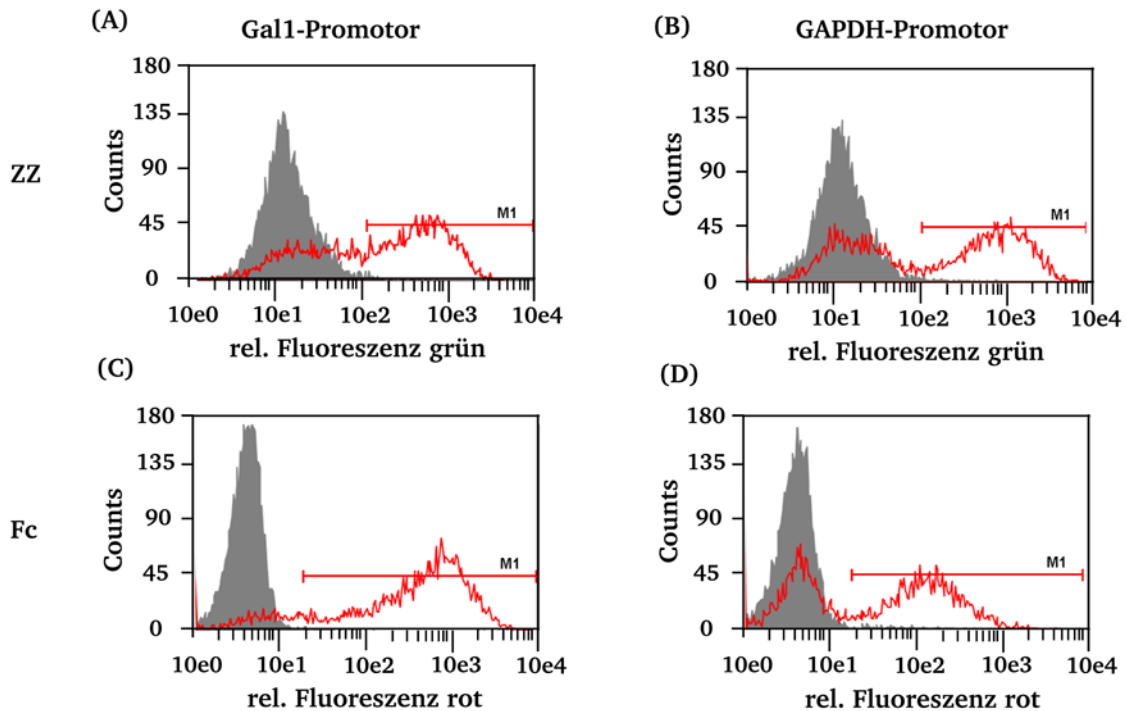 (A) Gal1-Promotor
(B) GAPDH-Promotor
ZZ
Counts
180
135
90
45
0
M1
10e0 10e1 10e2 10e3 10e4
rel. Fluoreszenz grün
Counts
180
135
90
45
0
M1
10e0 10e1 10e2 10e3 10e4
rel. Fluoreszenz grün
(C)
(D)
Fc
Counts
180
135
90
45
0
M1
10e0 10e1 10e2 10e3 10e4
rel. Fluoreszenz rot
Counts
180
135
90
45
0
M1
10e0 10e1 10e2 10e3 10e4
rel. Fluoreszenz rot